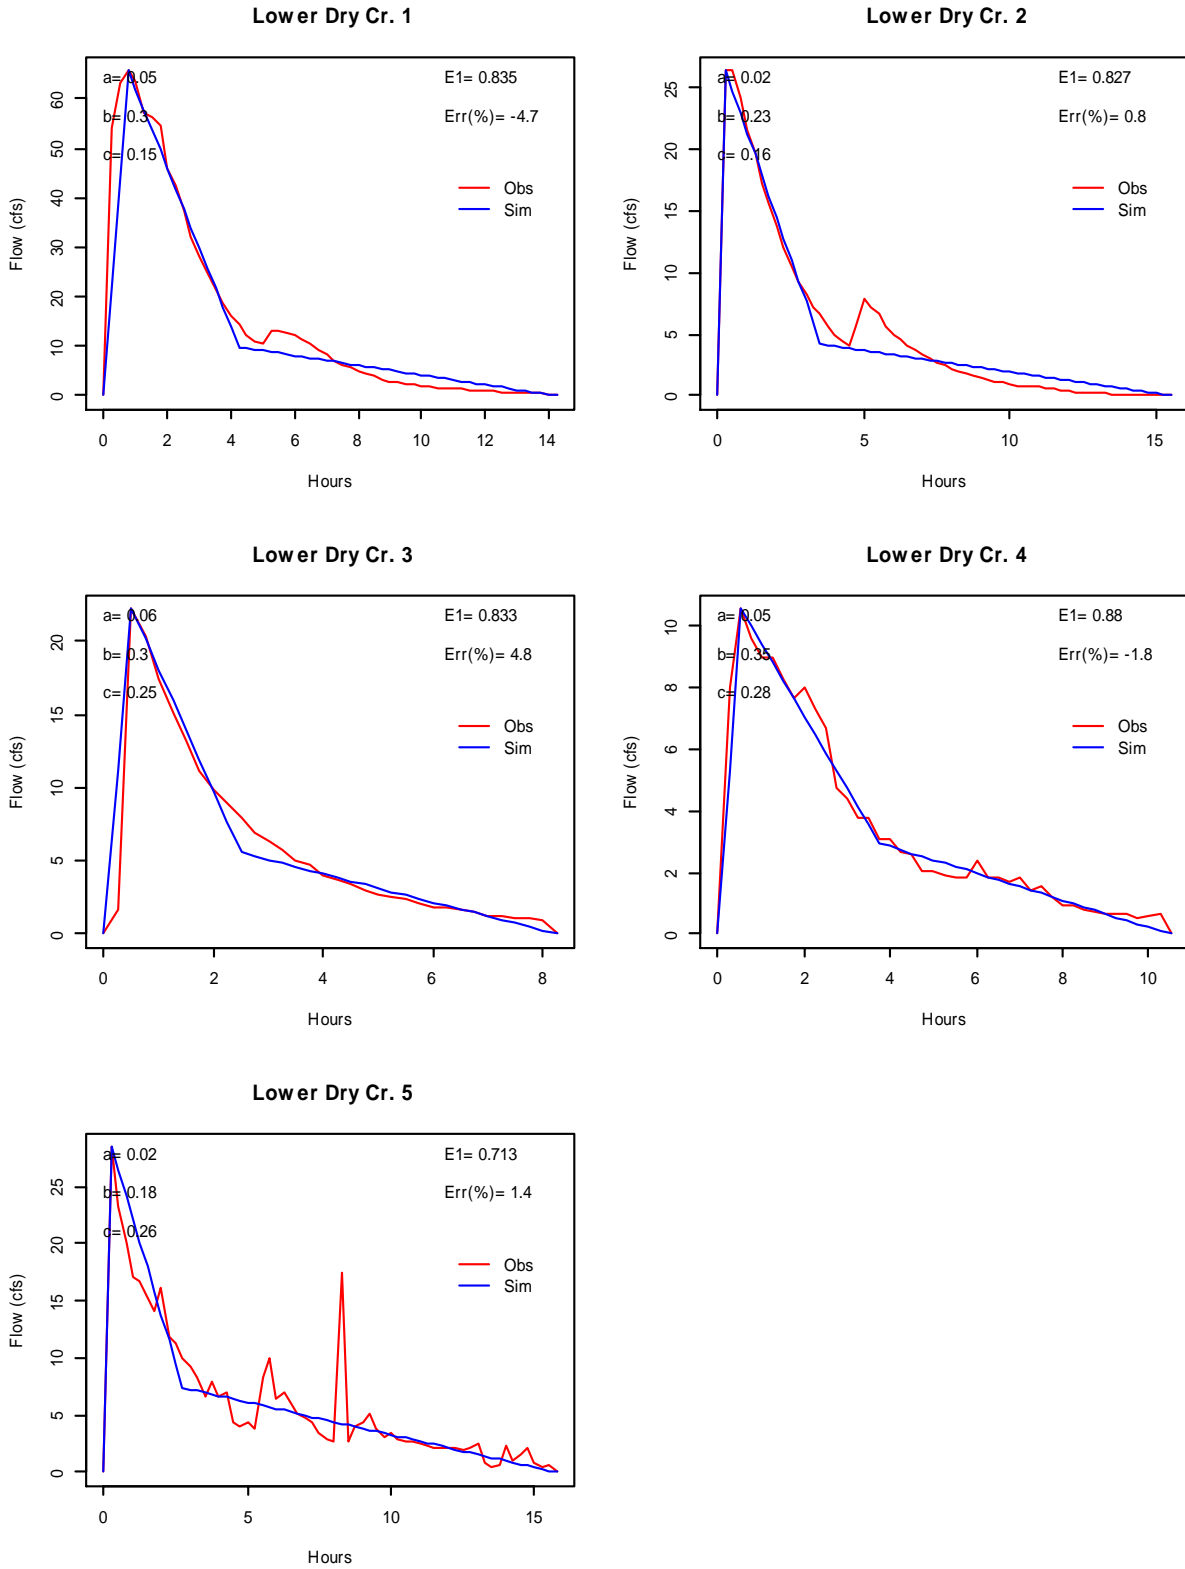 Lower Dry Cr. 1
a= 0.05
E1= 0.835
b= 0.3
Err(%)= -4.7
c= 0.15
Obs
Sim
Flow (cfs)
0 10 20 30 40 50 60
0 2 4 6 8 10 12 14
Hours
Lower Dry Cr. 2
a= 0.02
E1= 0.827
b= 0.23
Err(%)= 0.8
c= 0.16
Obs
Sim
Flow (cfs)
0 5 10 15 20 25
0 5 10 15
Hours
Lower Dry Cr. 3
a= 0.06
E1= 0.833
b= 0.3
Err(%)= 4.8
c= 0.25
Obs
Sim
Flow (cfs)
0 5 10 15 20
0 2 4 6 8
Hours
Lower Dry Cr. 4
a= 0.05
E1= 0.88
b= 0.35
Err(%)= -1.8
c= 0.28
Obs
Sim
Flow (cfs)
0 2 4 6 8 10
0 2 4 6 8 10
Hours
Lower Dry Cr. 5
a= 0.02
E1= 0.713
b= 0.18
Err(%)= 1.4
c= 0.26
Obs
Sim
Flow (cfs)
0 5 10 15 20 25
0 5 10 15
Hours